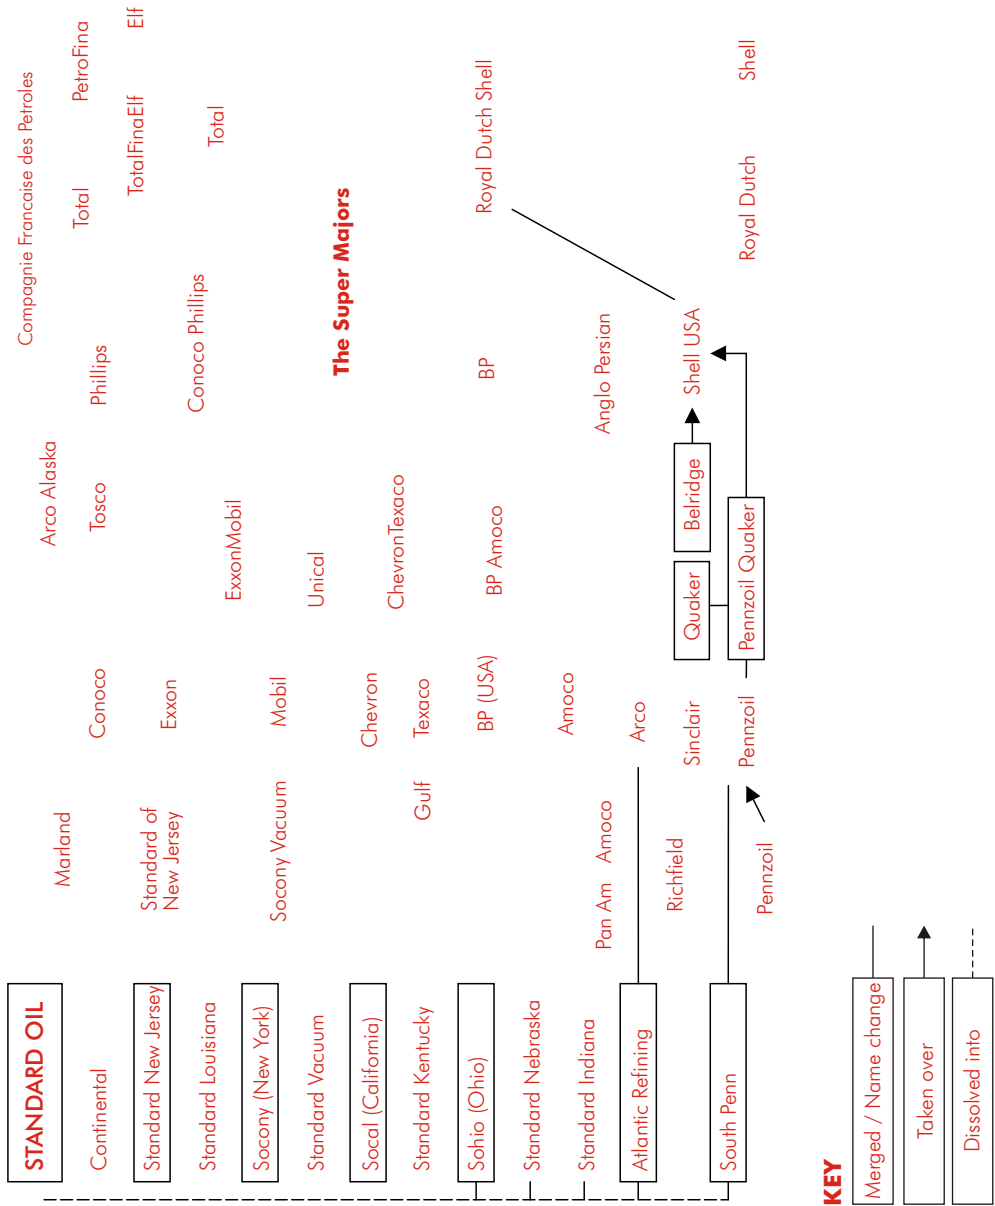 STANDARD OIL
Continental
Standard New Jersey
Standard Louisiana
Socony (New York)
Standard Vacuum
Socal (California)
Standard Kentucky
Sohio (Ohio)
Standard Nebraska
Standard Indiana
Atlantic Refining
South Penn
Marland
Standard of
New Jersey
Socony Vacuum
Gulf
Pan Am
Amoco
Richfield
Pennzoil
Conoco
Exxon
Mobil
Chevron
Texaco
BP (USA)
Amoco
Arco
Sinclair
Pennzoil
Arco Alaska
Tosco
ExxonMobil
Unical
ChevronTexaco
BP Amoco
Quaker
Belridge
Pennzoil Quaker
Phillips
Conoco Phillips
The Super Majors
BP
Anglo Persian
Shell USA
Compagnie Francaise des Petroles
Total
PetroFina
TotalFinaElf
Elf
Total
Royal Dutch Shell
Royal Dutch
Shell
KEY
Merged / Name change
Taken over
Dissolved into